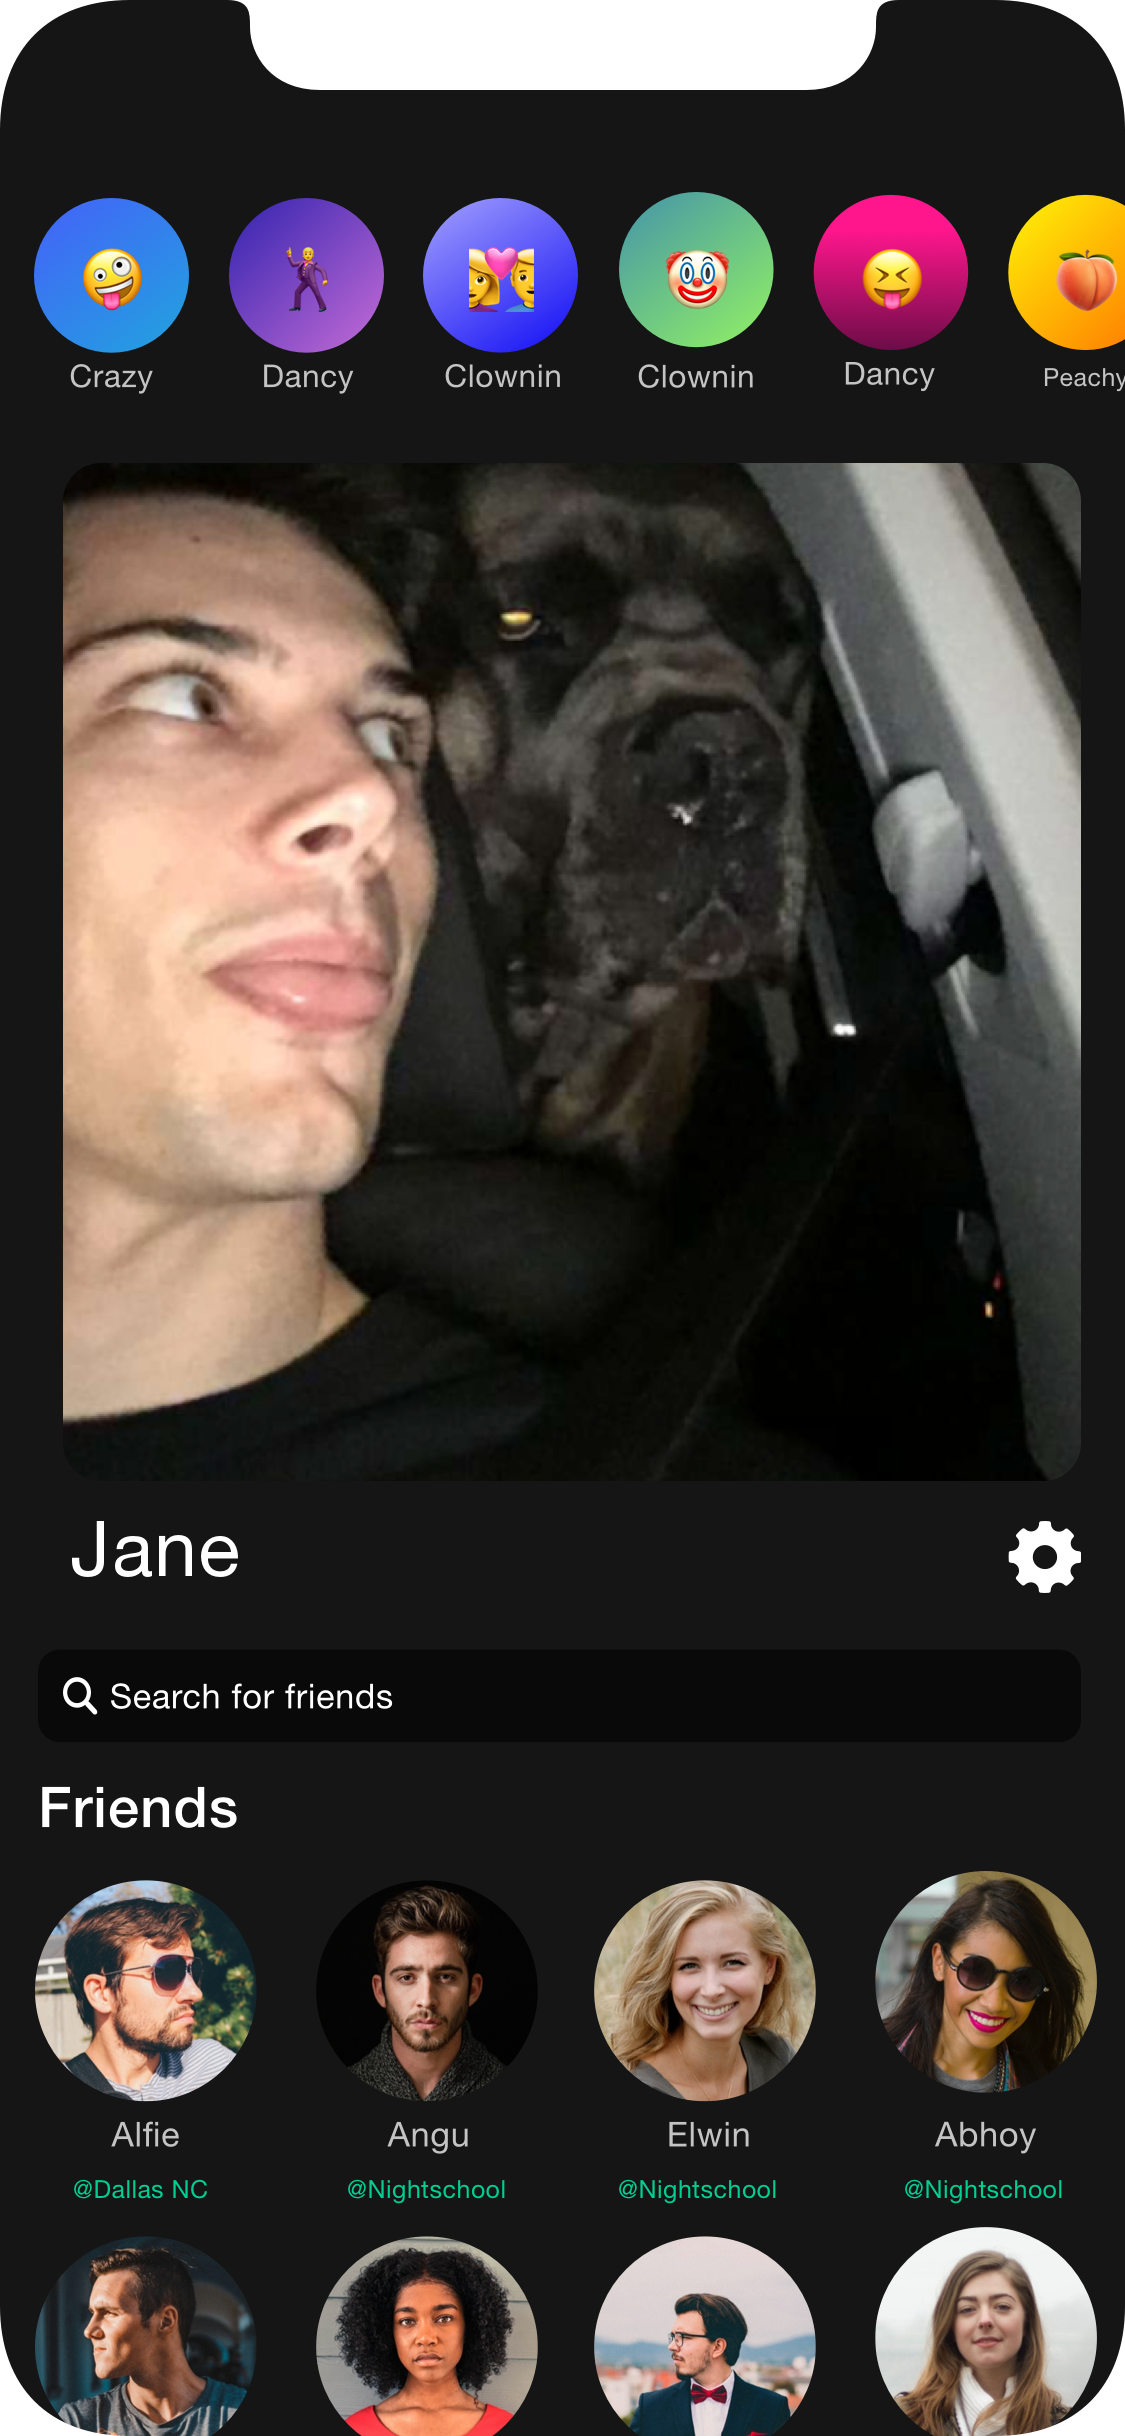 Crazy Dancy Clownin Clownin Dancy Peachy
Jane
Search for friends
Friends
Alfie Angu Elwin Abhoy
@Dallas NC @Nightschool @Nightschool @Nightschool